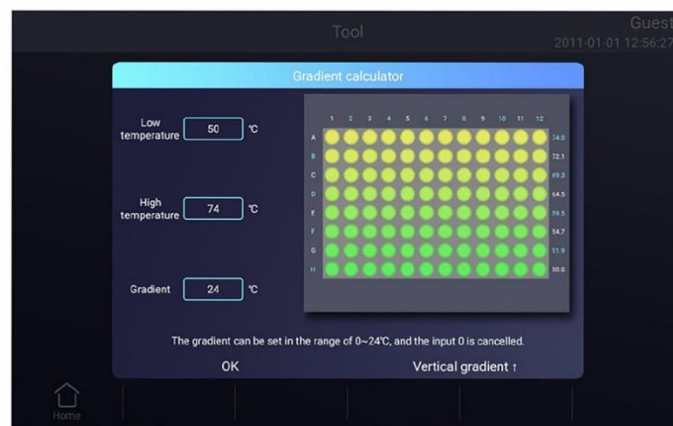 Tool
Guest
2011-01-01 12:56:27
Gradient calculator
Low temperature 50 ℃
High temperature 74 ℃
Gradient 24 ℃
1 2 3 4 5 6 7 8 9 10 11 12
A 74.0
B 72.1
C 69.3
D 64.5
E 59.5
F 54.7
G 51.9
H 50.0
The gradient can be set in the range of 0~24℃, and the input 0 is cancelled.
OK
Vertical gradient ↑
Home